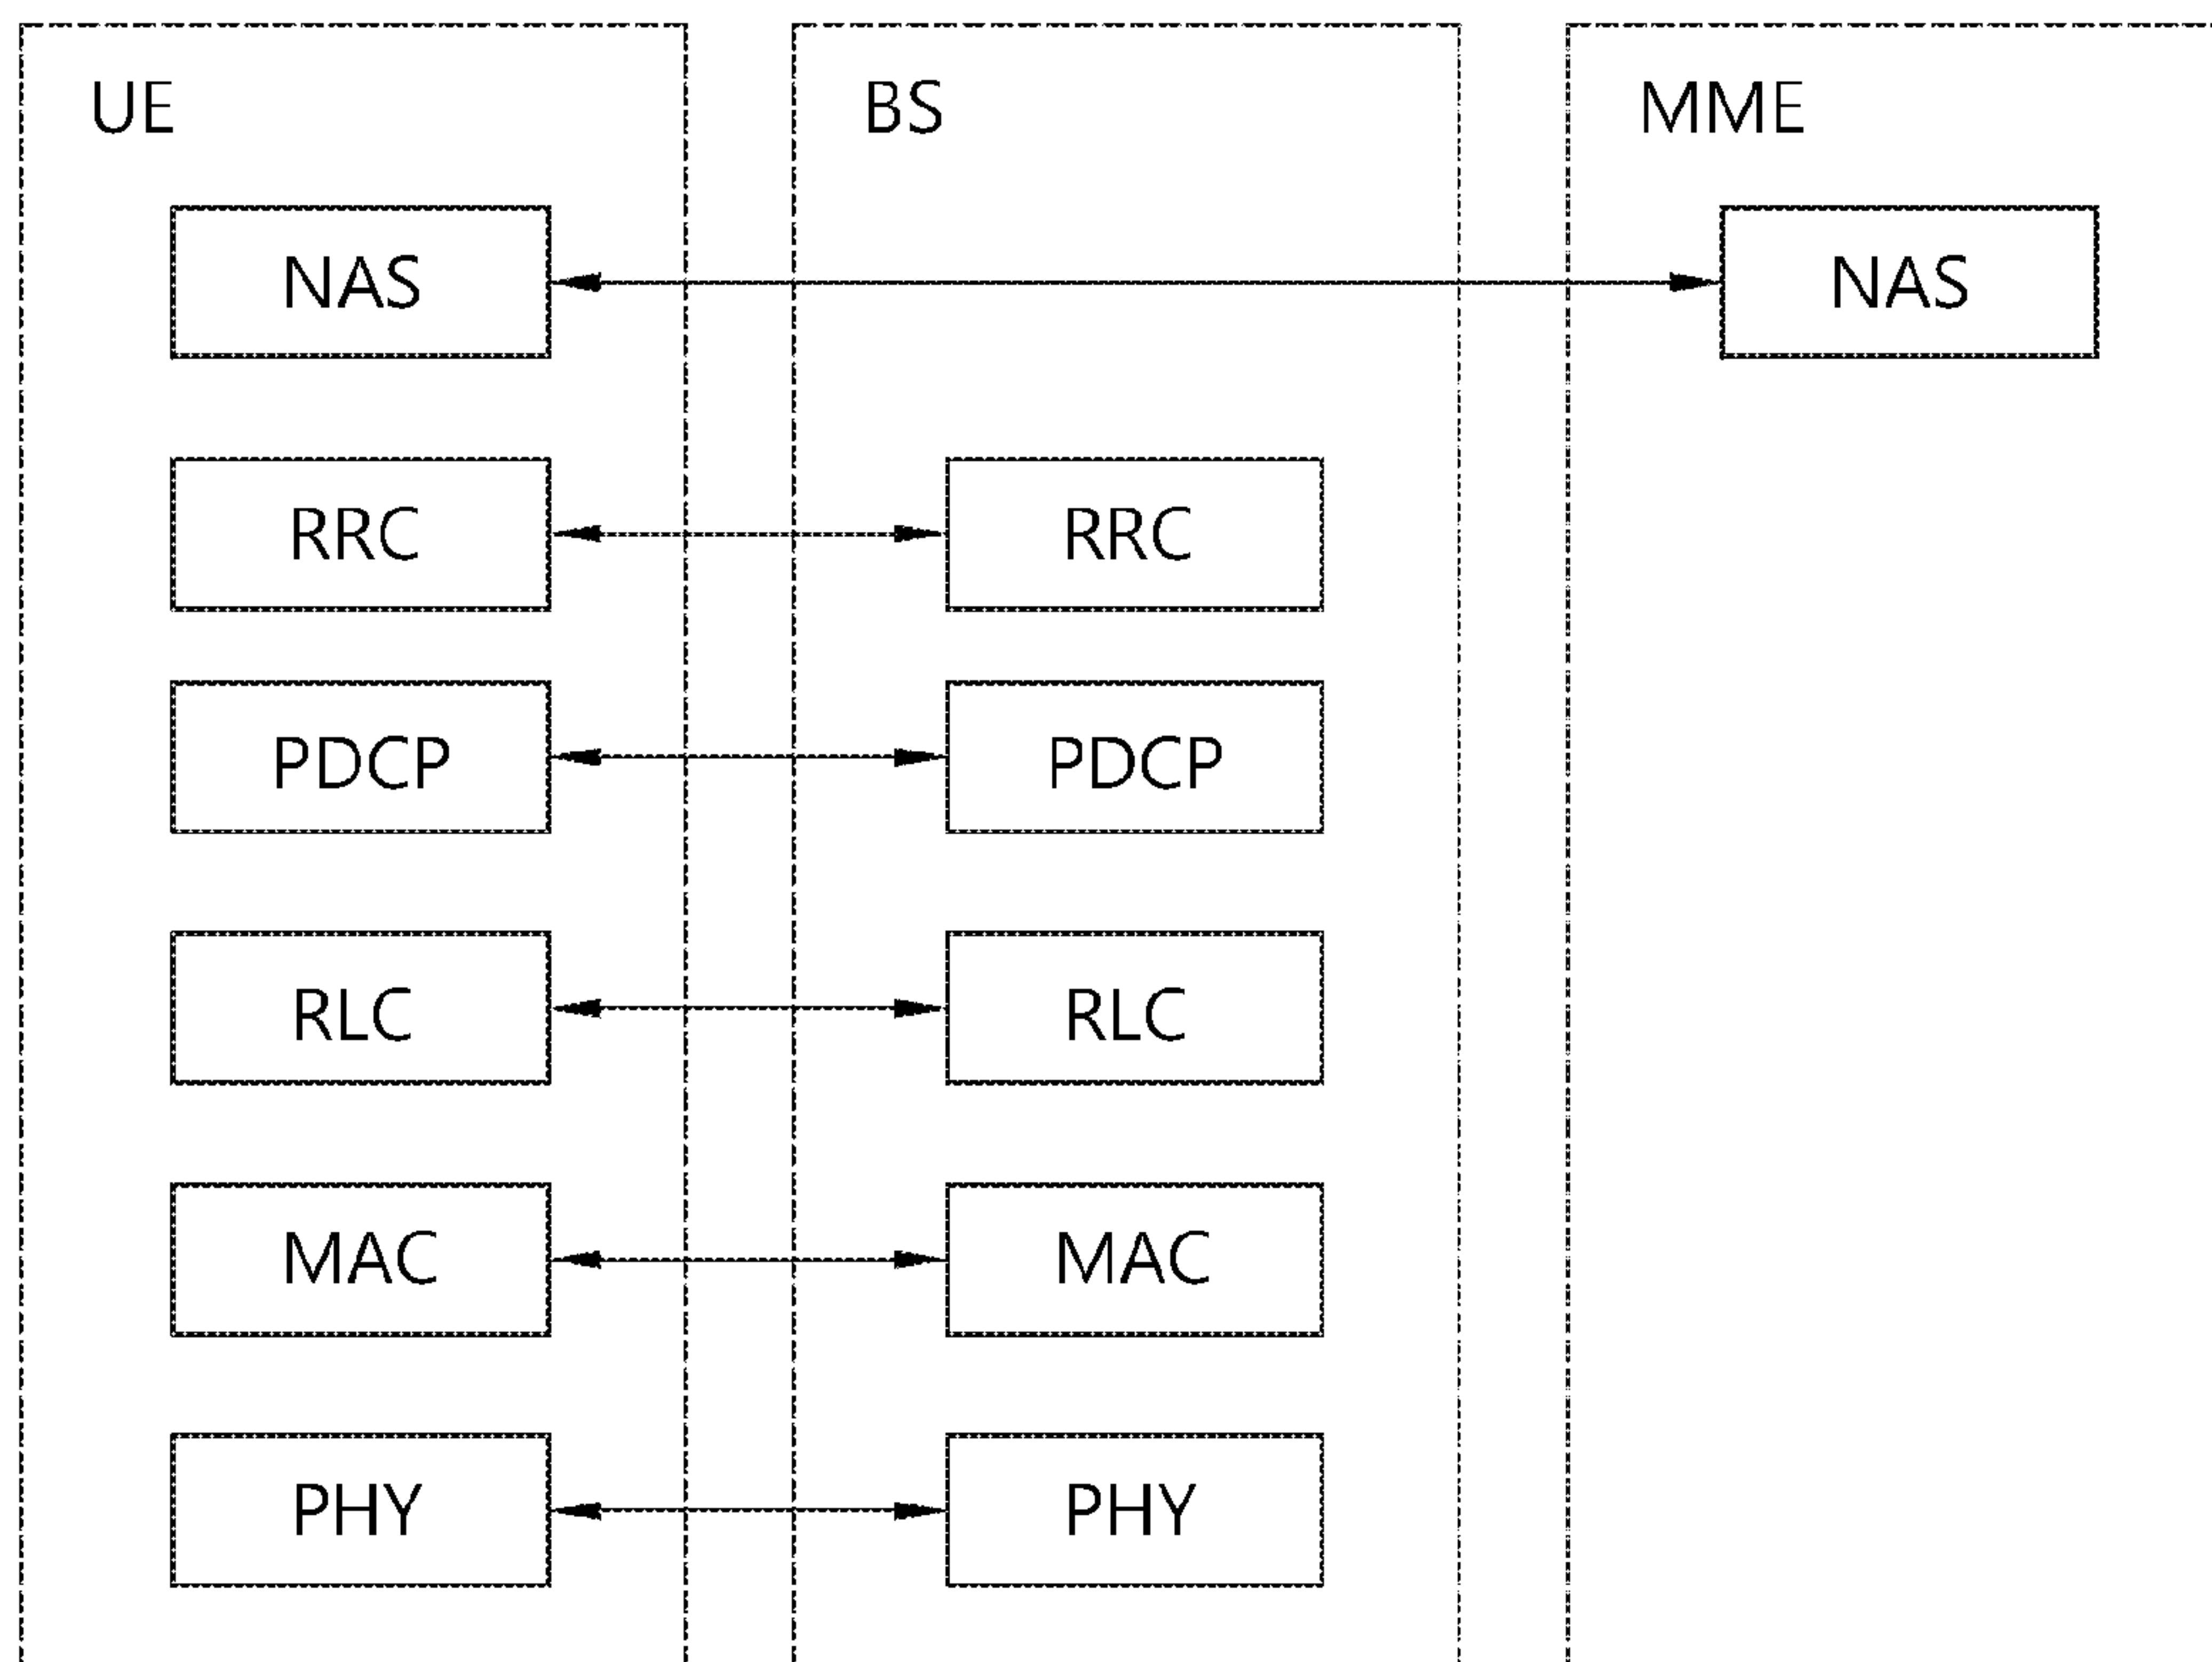 UE BS MME
NAS NAS
RRC RRC
PDCP PDCP
RLC RLC
MAC MAC
PHY PHY